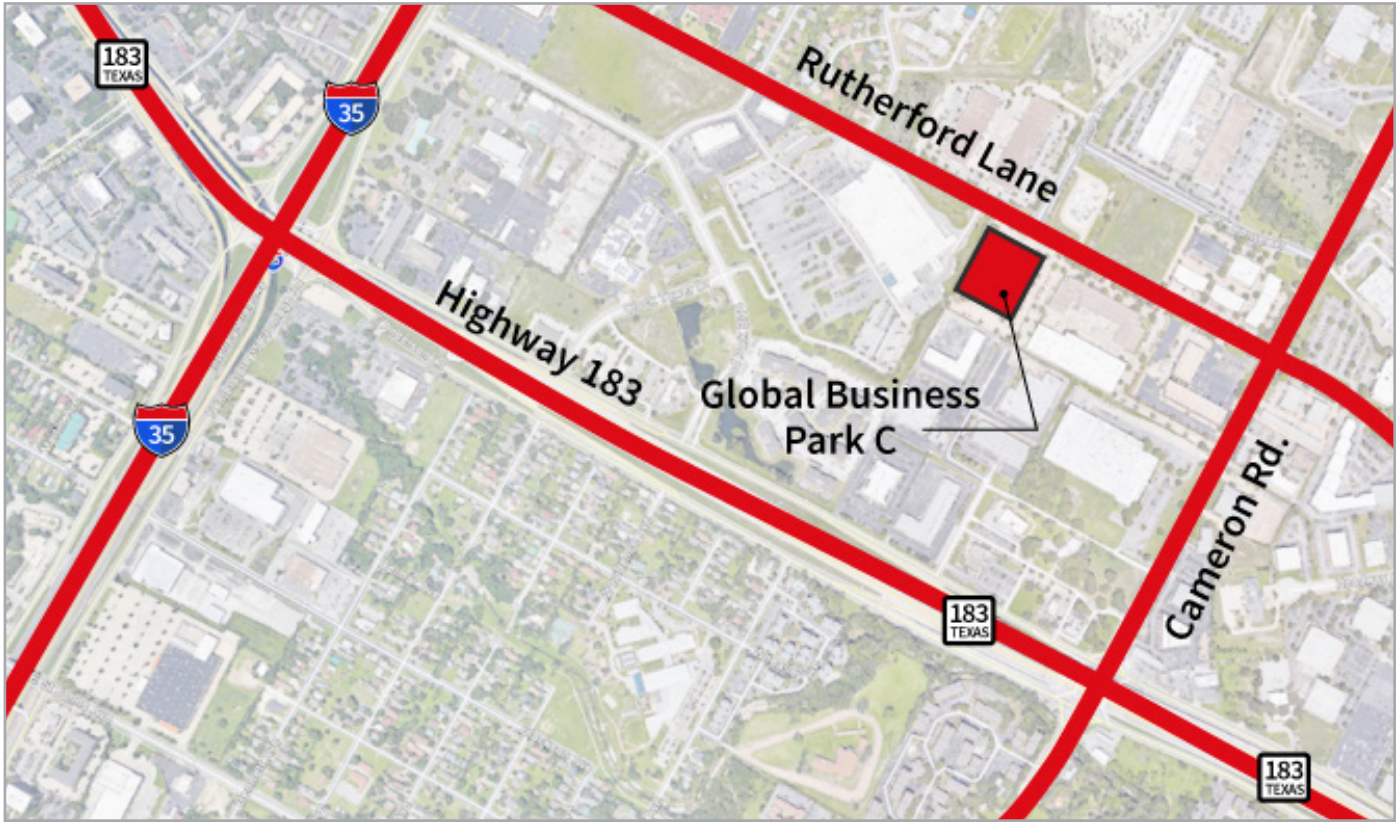 183
TEXAS
35
Rutherford Lane
Highway 183
Global Business
Park C
35
Cameron Rd.
183
TEXAS
183
TEXAS